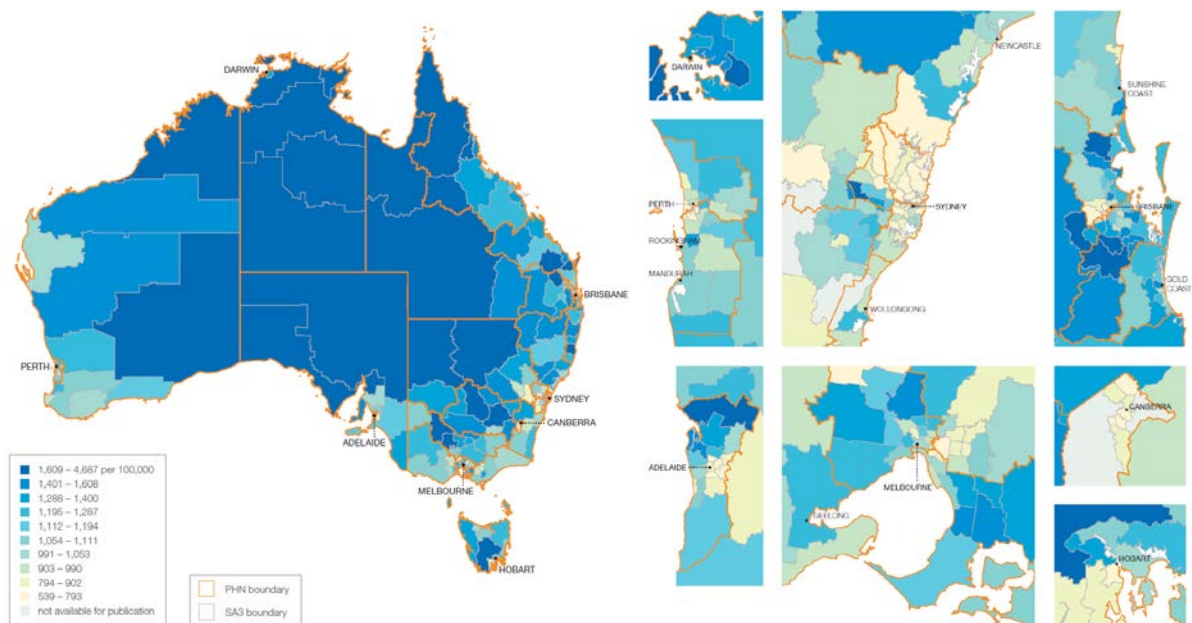 DARWIN
PERTH
BRISBANE
SYDNEY
CANBERRA
ADELAIDE
MELBOURNE
HOBART
1,609 – 4,687 per 100,000
1,401 – 1,608
1,288 – 1,400
1,195 – 1,287
1,112 – 1,194
1,054 – 1,111
991 – 1,053
903 – 990
794 – 902
539 – 793
not available for publication
PHN boundary
SA3 boundary
DARWIN
PERTH
ROCKINGHAM
MANDURAH
NEWCASTLE
SYDNEY
WOLLONGONG
SUNSHINE
COAST
BRISBANE
GOLD
COAST
ADELAIDE
MELBOURNE
GEELONG
CANBERRA
HOBART